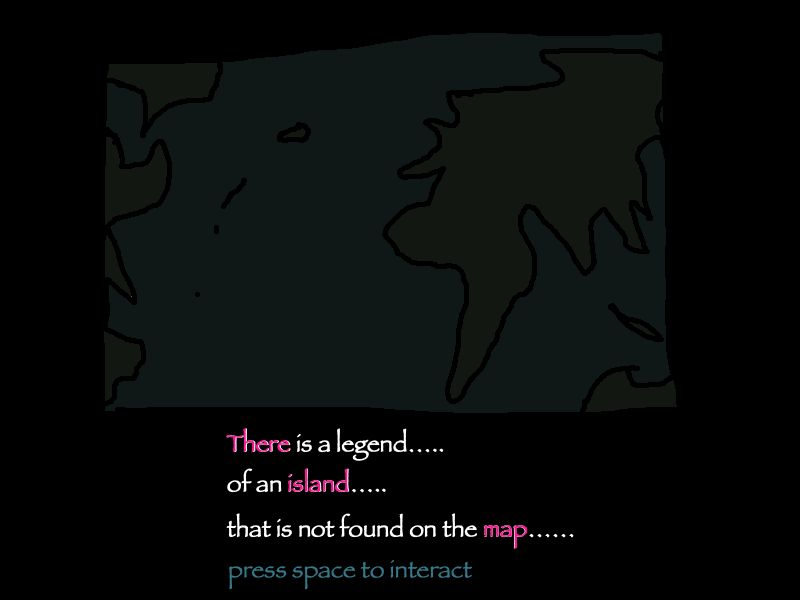 There is a legend.....
of an island.....
that is not found on the map......
press space to interact